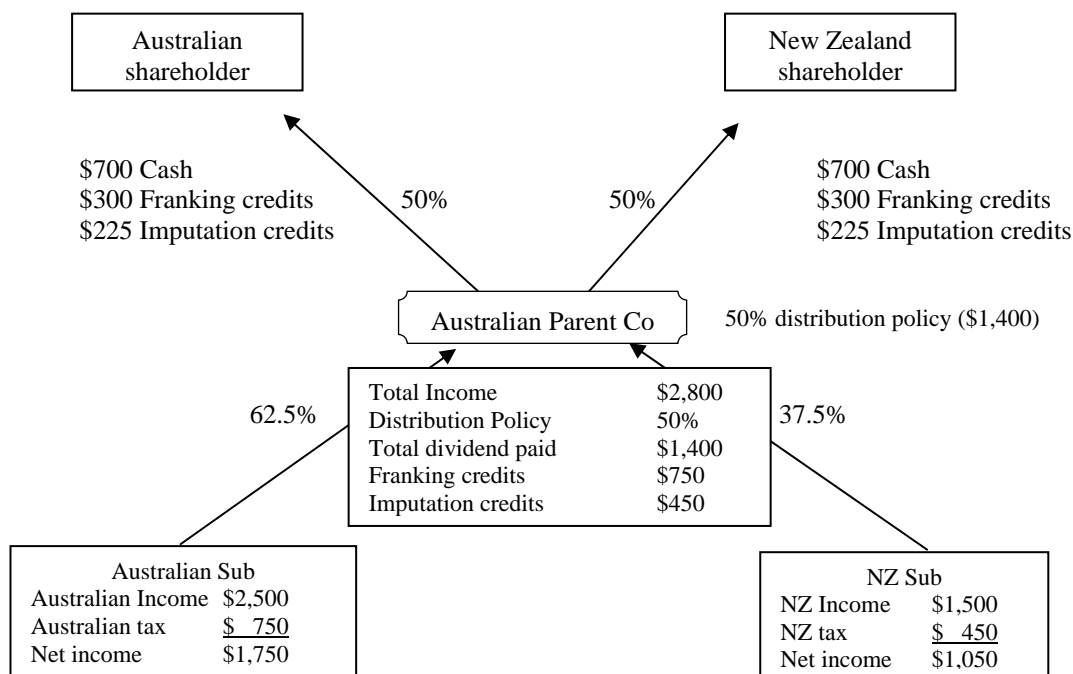 Australian
shareholder
New Zealand
shareholder
$700 Cash
$300 Franking credits
$225 Imputation credits
50%
50%
$700 Cash
$300 Franking credits
$225 Imputation credits
Australian Parent Co
50% distribution policy ($1,400)
62.5%
Total Income $2,800
Distribution Policy 50%
Total dividend paid $1,400
Franking credits $750
Imputation credits $450
37.5%
Australian Sub
Australian Income $2,500
Australian tax $ 750
Net income $1,750
NZ Sub
NZ Income $1,500
NZ tax $ 450
Net income $1,050